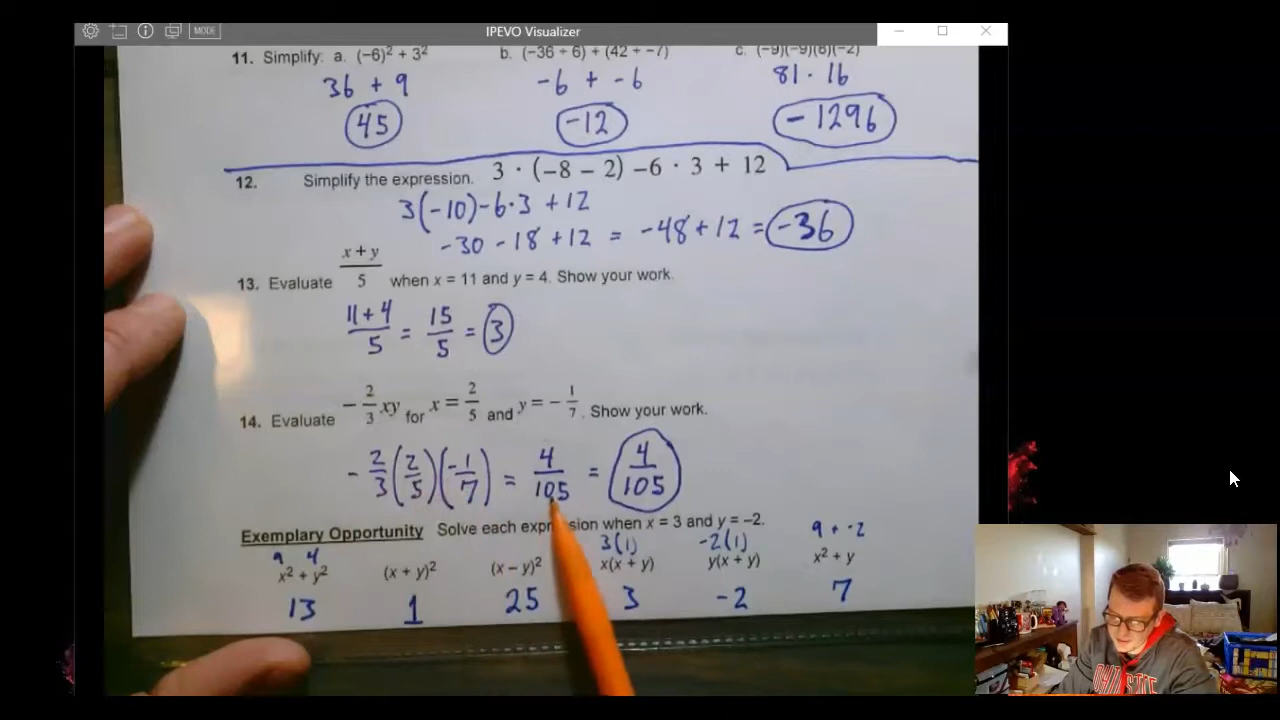 MODE
IPEVO Visualizer
11. Simplify: a. (−6)² + 3² b. (−36 ÷ 6) + (42 ÷ −7) c. (−9)(−9)(8)(−2)
36 + 9 -6 + -6 81 · 16
45 -12 -1296
12. Simplify the expression. 3 · (−8 − 2) −6 · 3 + 12
3(-10)-6·3 +12
-30 -18 +12 = -48+12 = -36
13. Evaluate x + y / 5 when x = 11 and y = 4. Show your work.
11+4 / 5 = 15 / 5 = 3
14. Evaluate − 2/3 xy for x = 2/5 and y = − 1/7 . Show your work.
- 2/3 (2/5)(-1/7) = 4/105 = 4/105
Exemplary Opportunity Solve each expression when x = 3 and y = −2.
9 4 3(1) -2(1) 9 + -2
x² + y² (x + y)² (x − y)² x(x + y) y(x + y) x² + y
13 1 25 3 -2 7